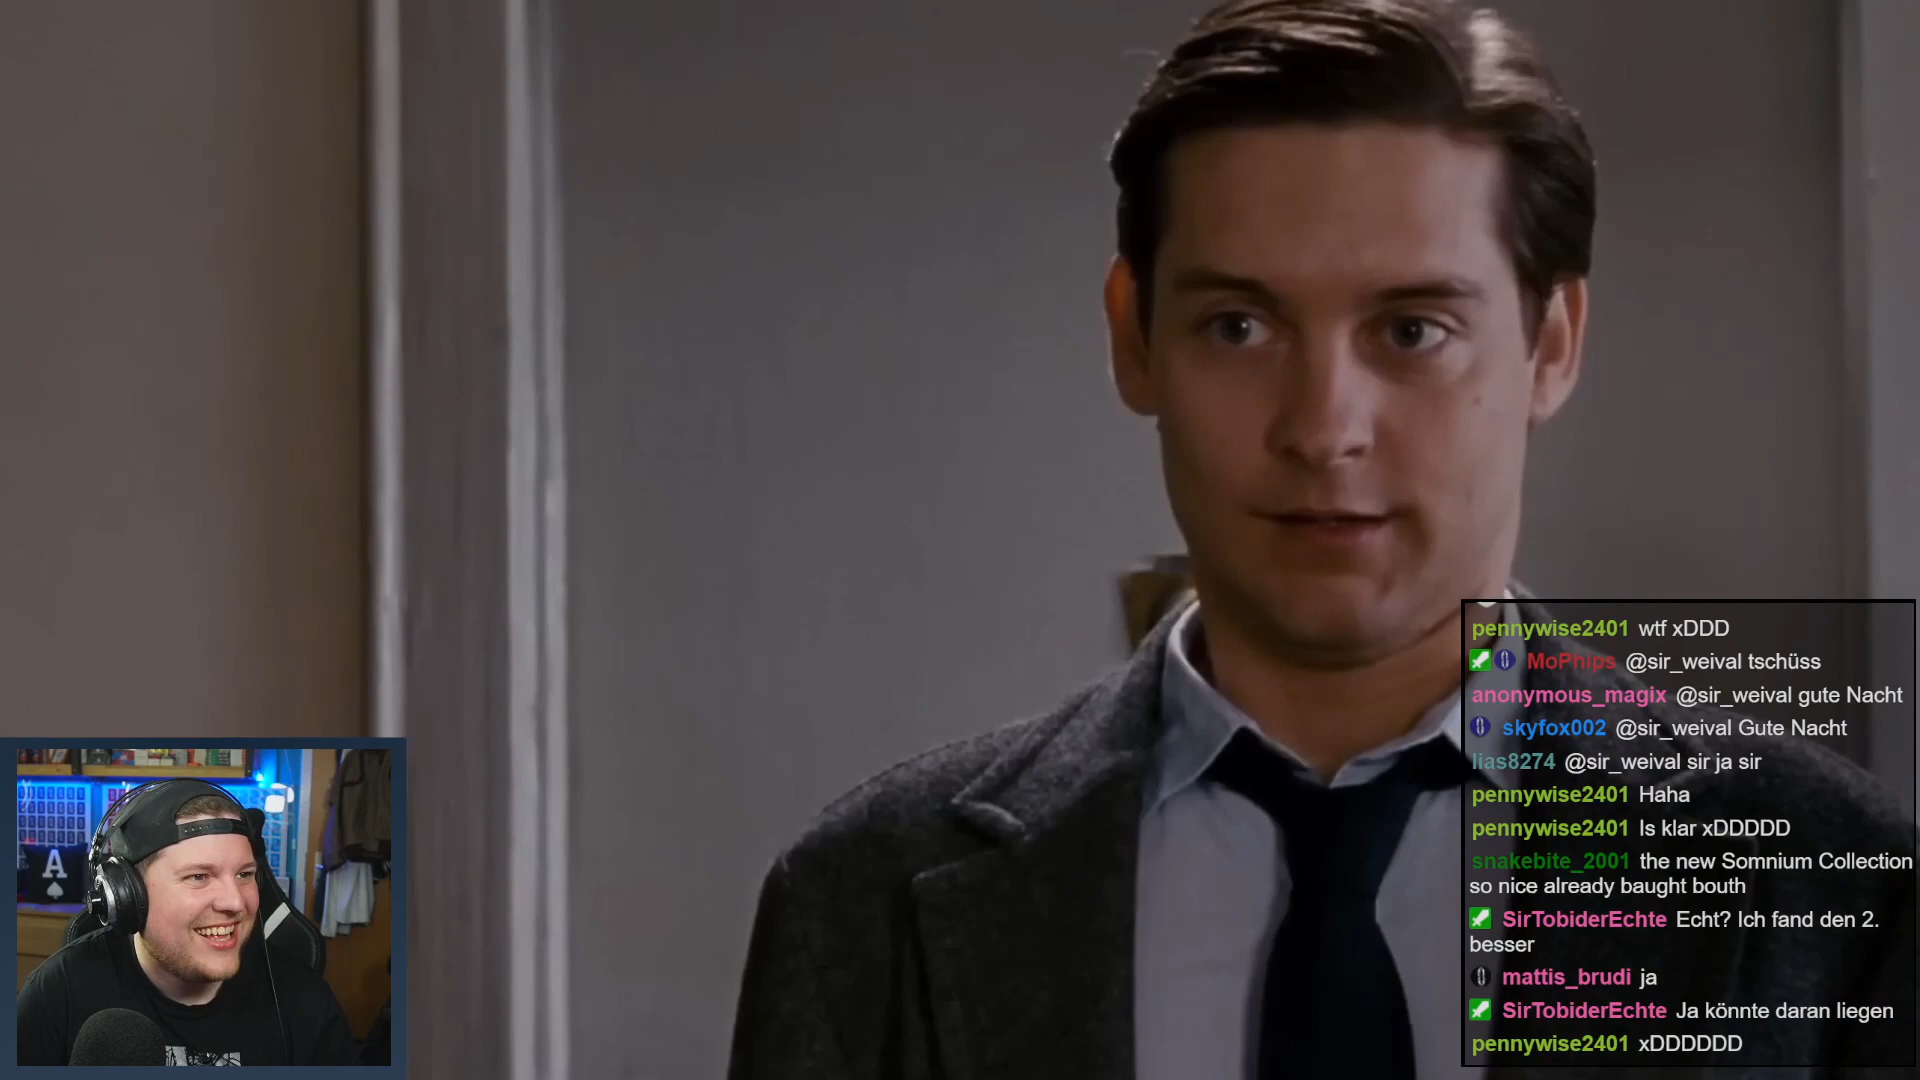 pennywise2401 wtf xDDD
MoPhips @sir_weival tschüss
anonymous_magix @sir_weival gute Nacht
skyfox002 @sir_weival Gute Nacht
lias8274 @sir_weival sir ja sir
pennywise2401 Haha
pennywise2401 Is klar xDDDDD
snakebite_2001 the new Somnium Collection
so nice already baught bouth
SirTobiderEchte Echt? Ich fand den 2.
besser
mattis_brudi ja
SirTobiderEchte Ja könnte daran liegen
pennywise2401 xDDDDDD
A